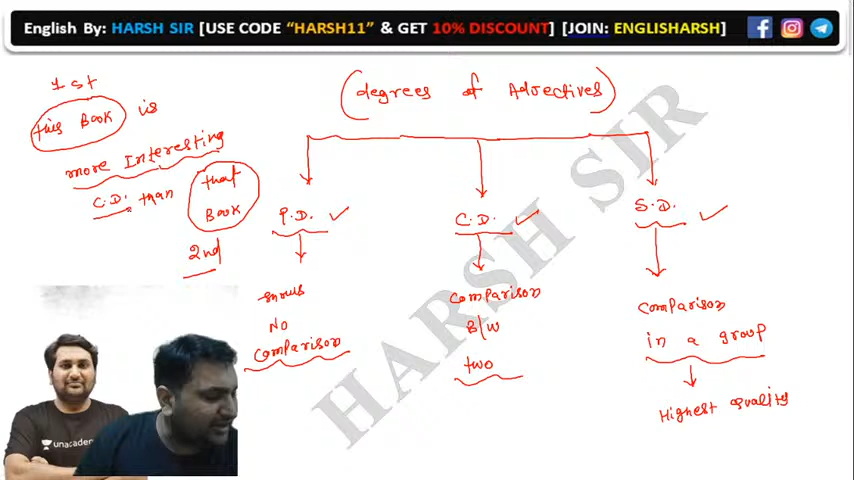 English By: HARSH SIR [USE CODE “HARSH11” & GET 10% DISCOUNT] [JOIN: ENGLISHARSH]
1st
this Book is
more Interesting
C.D. than that
Book
2nd
(degrees of Adjectives)
P.D.
shows
No
comparison
C.D.
comparison
B/W
two
S.D.
comparison
in a group
Highest quality
HARSH SIR
unacademy